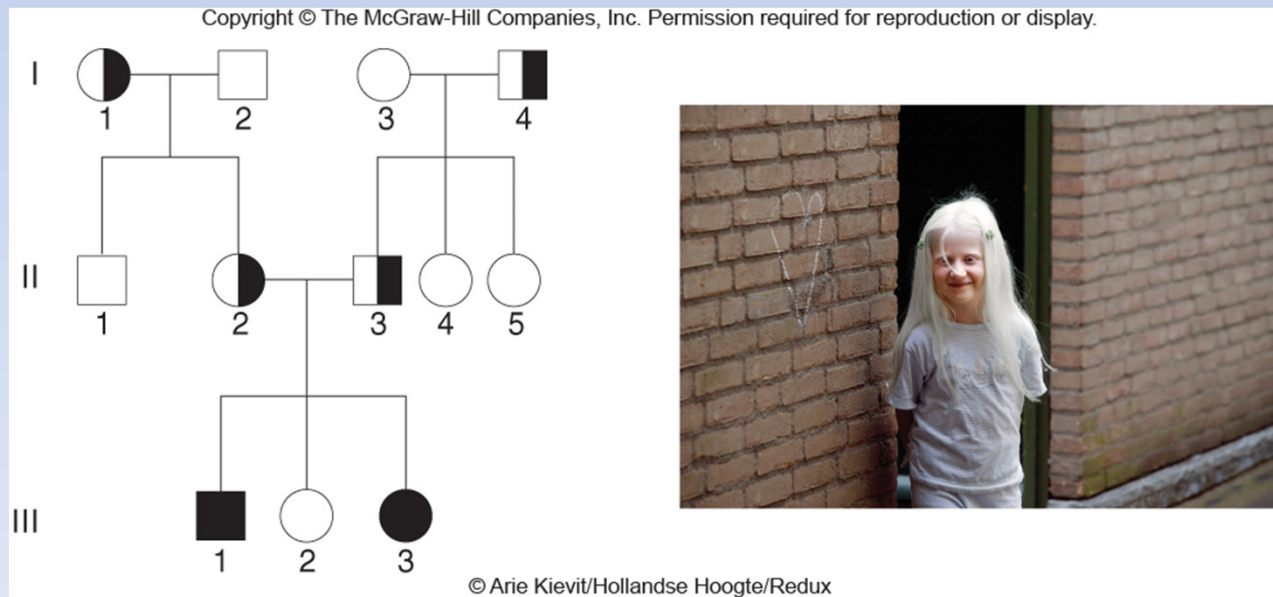 Copyright © The McGraw-Hill Companies, Inc. Permission required for reproduction or display.
I
1
2
3
4
II
1
2
3
4
5
III
1
2
3
© Arie Kievit/Hollandse Hoogte/Redux